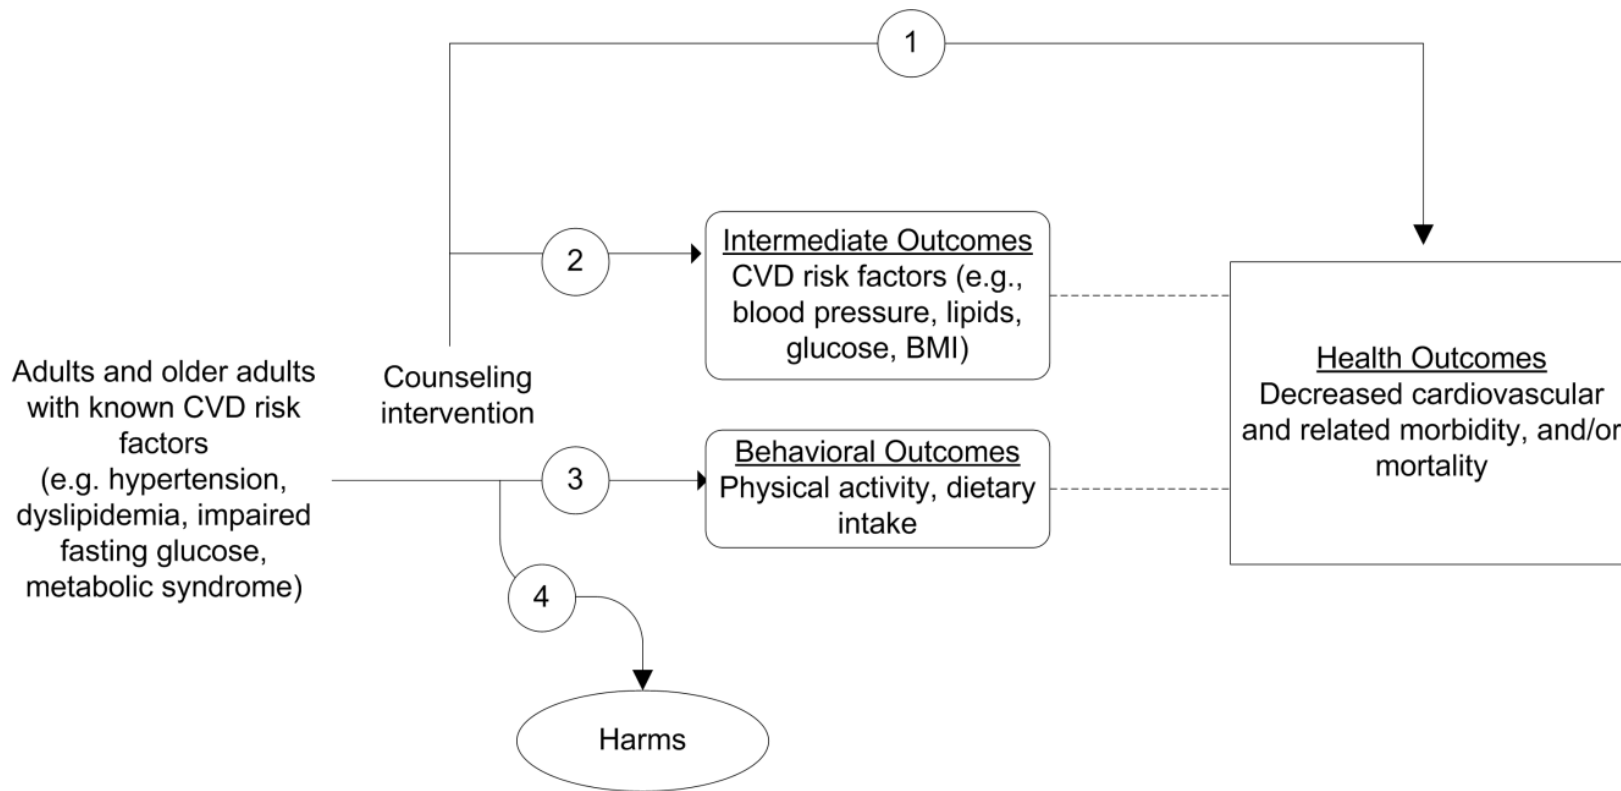 1
2
Intermediate Outcomes
CVD risk factors (e.g.,
blood pressure, lipids,
glucose, BMI)
Adults and older adults
with known CVD risk
factors
(e.g. hypertension,
dyslipidemia, impaired
fasting glucose,
metabolic syndrome)
Counseling
intervention
Health Outcomes
Decreased cardiovascular
and related morbidity, and/or
mortality
3
Behavioral Outcomes
Physical activity, dietary
intake
4
Harms